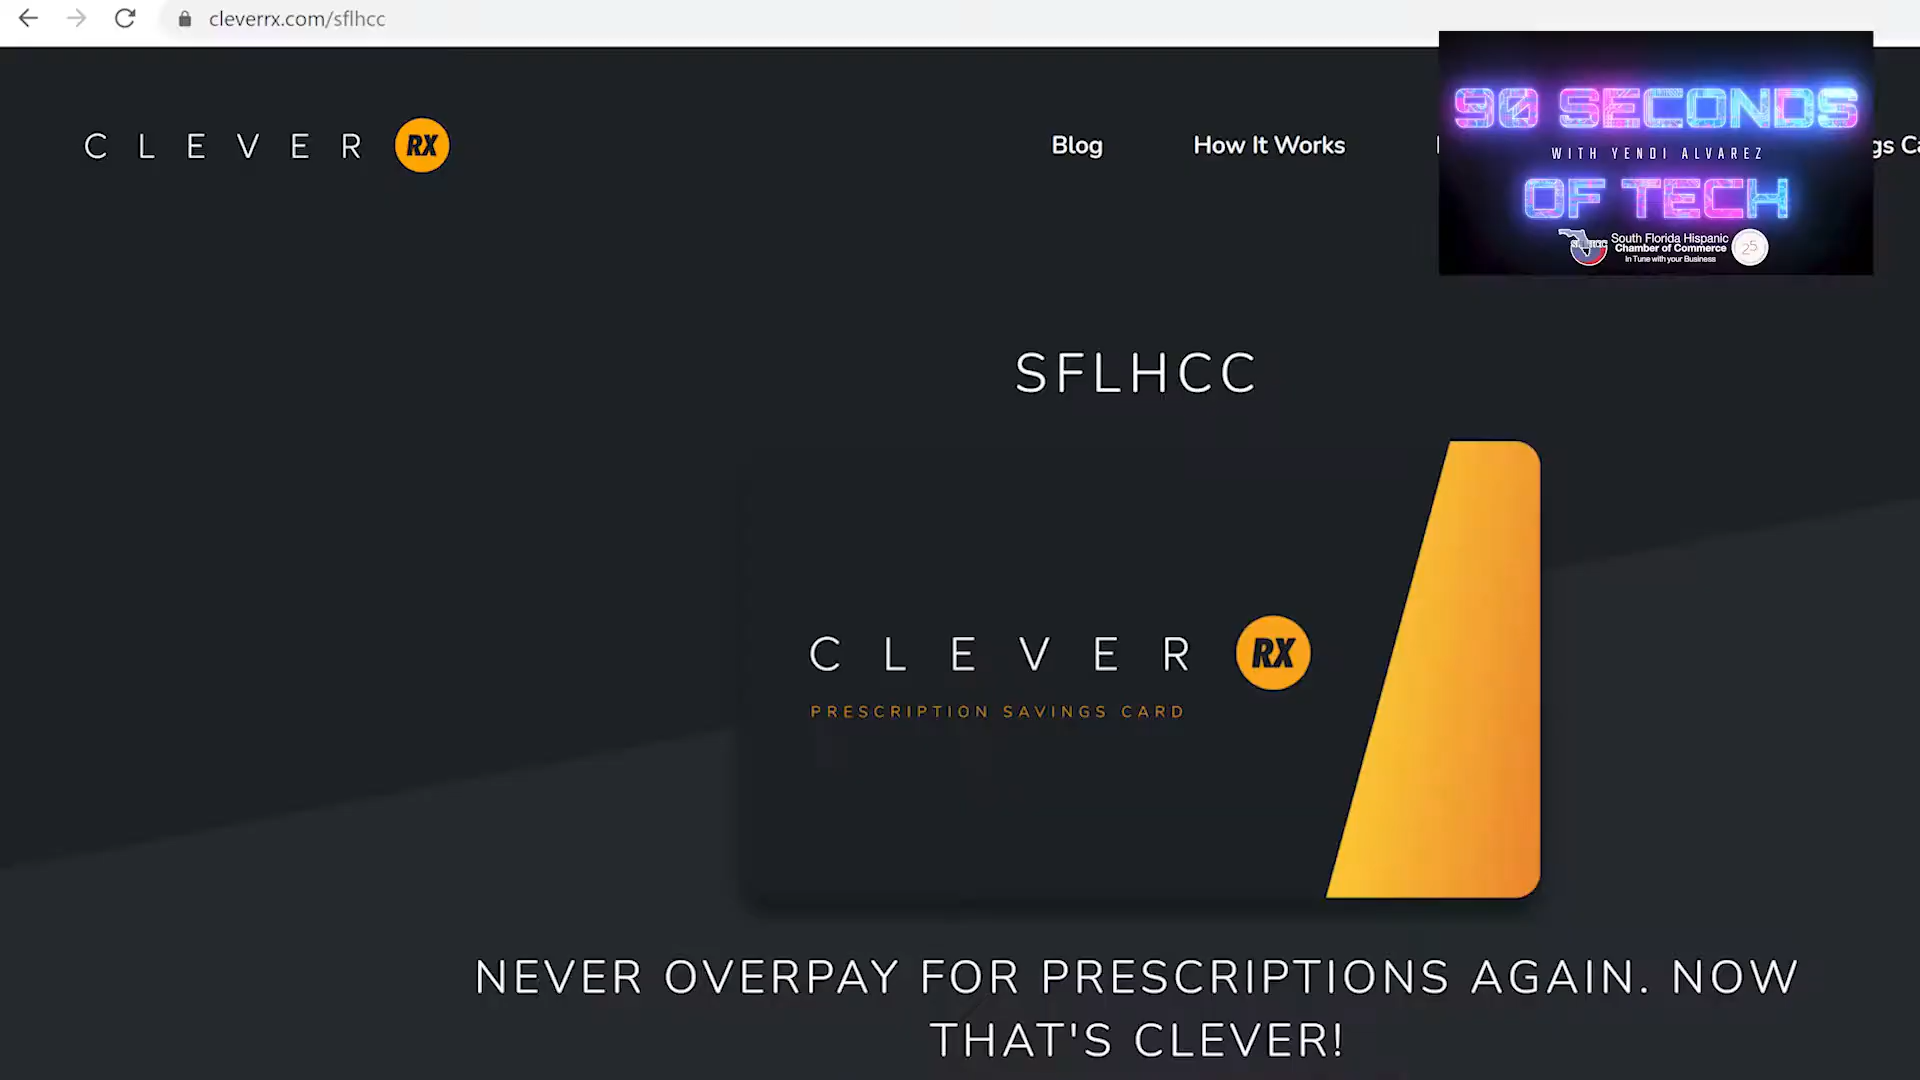 cleverrx.com/sflhcc
CLEVER RX
Blog
How It Works
90 SECONDS
WITH YENDI ALVAREZ
OF TECH
South Florida Hispanic
Chamber of Commerce
In Tune with your Business
25
SFLHCC
CLEVER RX
PRESCRIPTION SAVINGS CARD
NEVER OVERPAY FOR PRESCRIPTIONS AGAIN. NOW
THAT'S CLEVER!